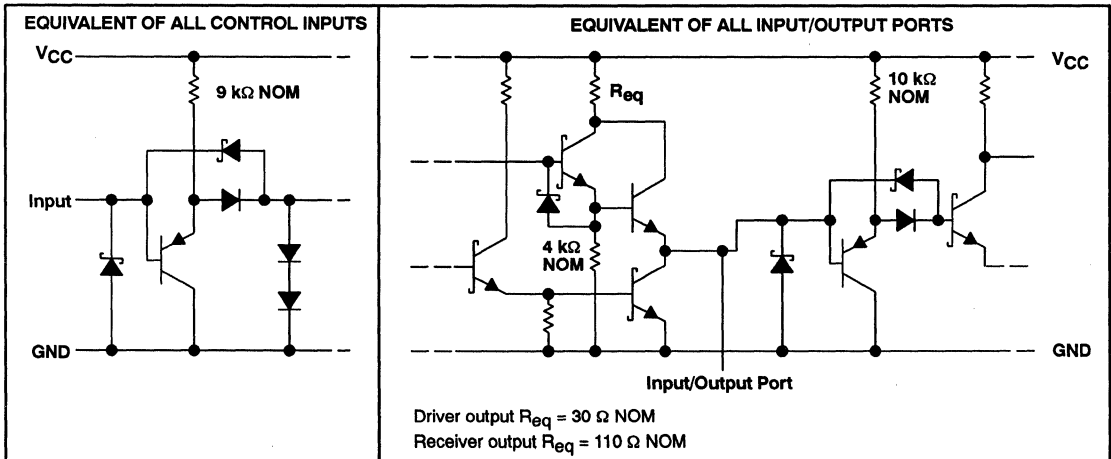 EQUIVALENT OF ALL CONTROL INPUTS
VCC
9 kΩ NOM
Input
GND
EQUIVALENT OF ALL INPUT/OUTPUT PORTS
VCC
Req
10 kΩ
NOM
4 kΩ
NOM
GND
Input/Output Port
Driver output Req = 30 Ω NOM
Receiver output Req = 110 Ω NOM